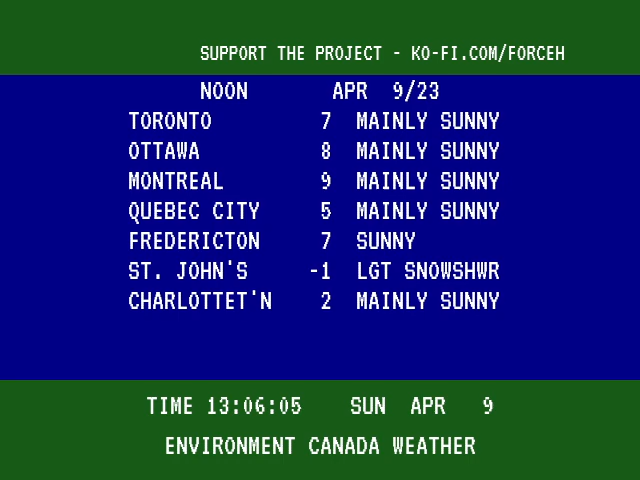 SUPPORT THE PROJECT - KO-FI.COM/FORCEH
NOON APR 9/23
TORONTO 7 MAINLY SUNNY
OTTAWA 8 MAINLY SUNNY
MONTREAL 9 MAINLY SUNNY
QUEBEC CITY 5 MAINLY SUNNY
FREDERICTON 7 SUNNY
ST. JOHN'S -1 LGT SNOWSHWR
CHARLOTTET'N 2 MAINLY SUNNY
TIME 13:06:05 SUN APR 9
ENVIRONMENT CANADA WEATHER